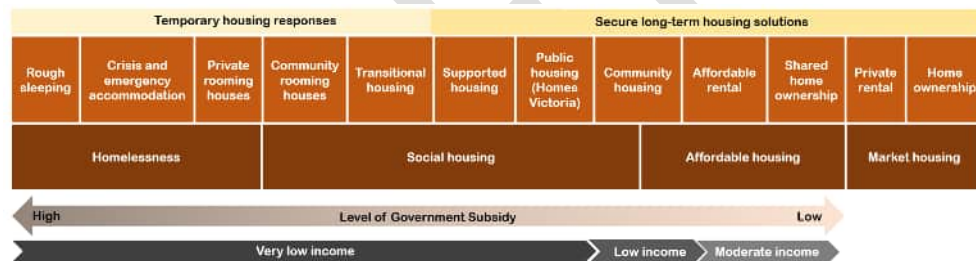 Temporary housing responses
Secure long-term housing solutions
Rough
sleeping
Crisis and
emergency
accommodation
Private
rooming
houses
Community
rooming
houses
Transitional
housing
Supported
housing
Public
housing
(Homes
Victoria)
Community
housing
Affordable
rental
Shared
home
ownership
Private
rental
Home
ownership
Homelessness
Social housing
Affordable housing
Market housing
High
Level of Government Subsidy
Low
Very low income
Low income
Moderate income